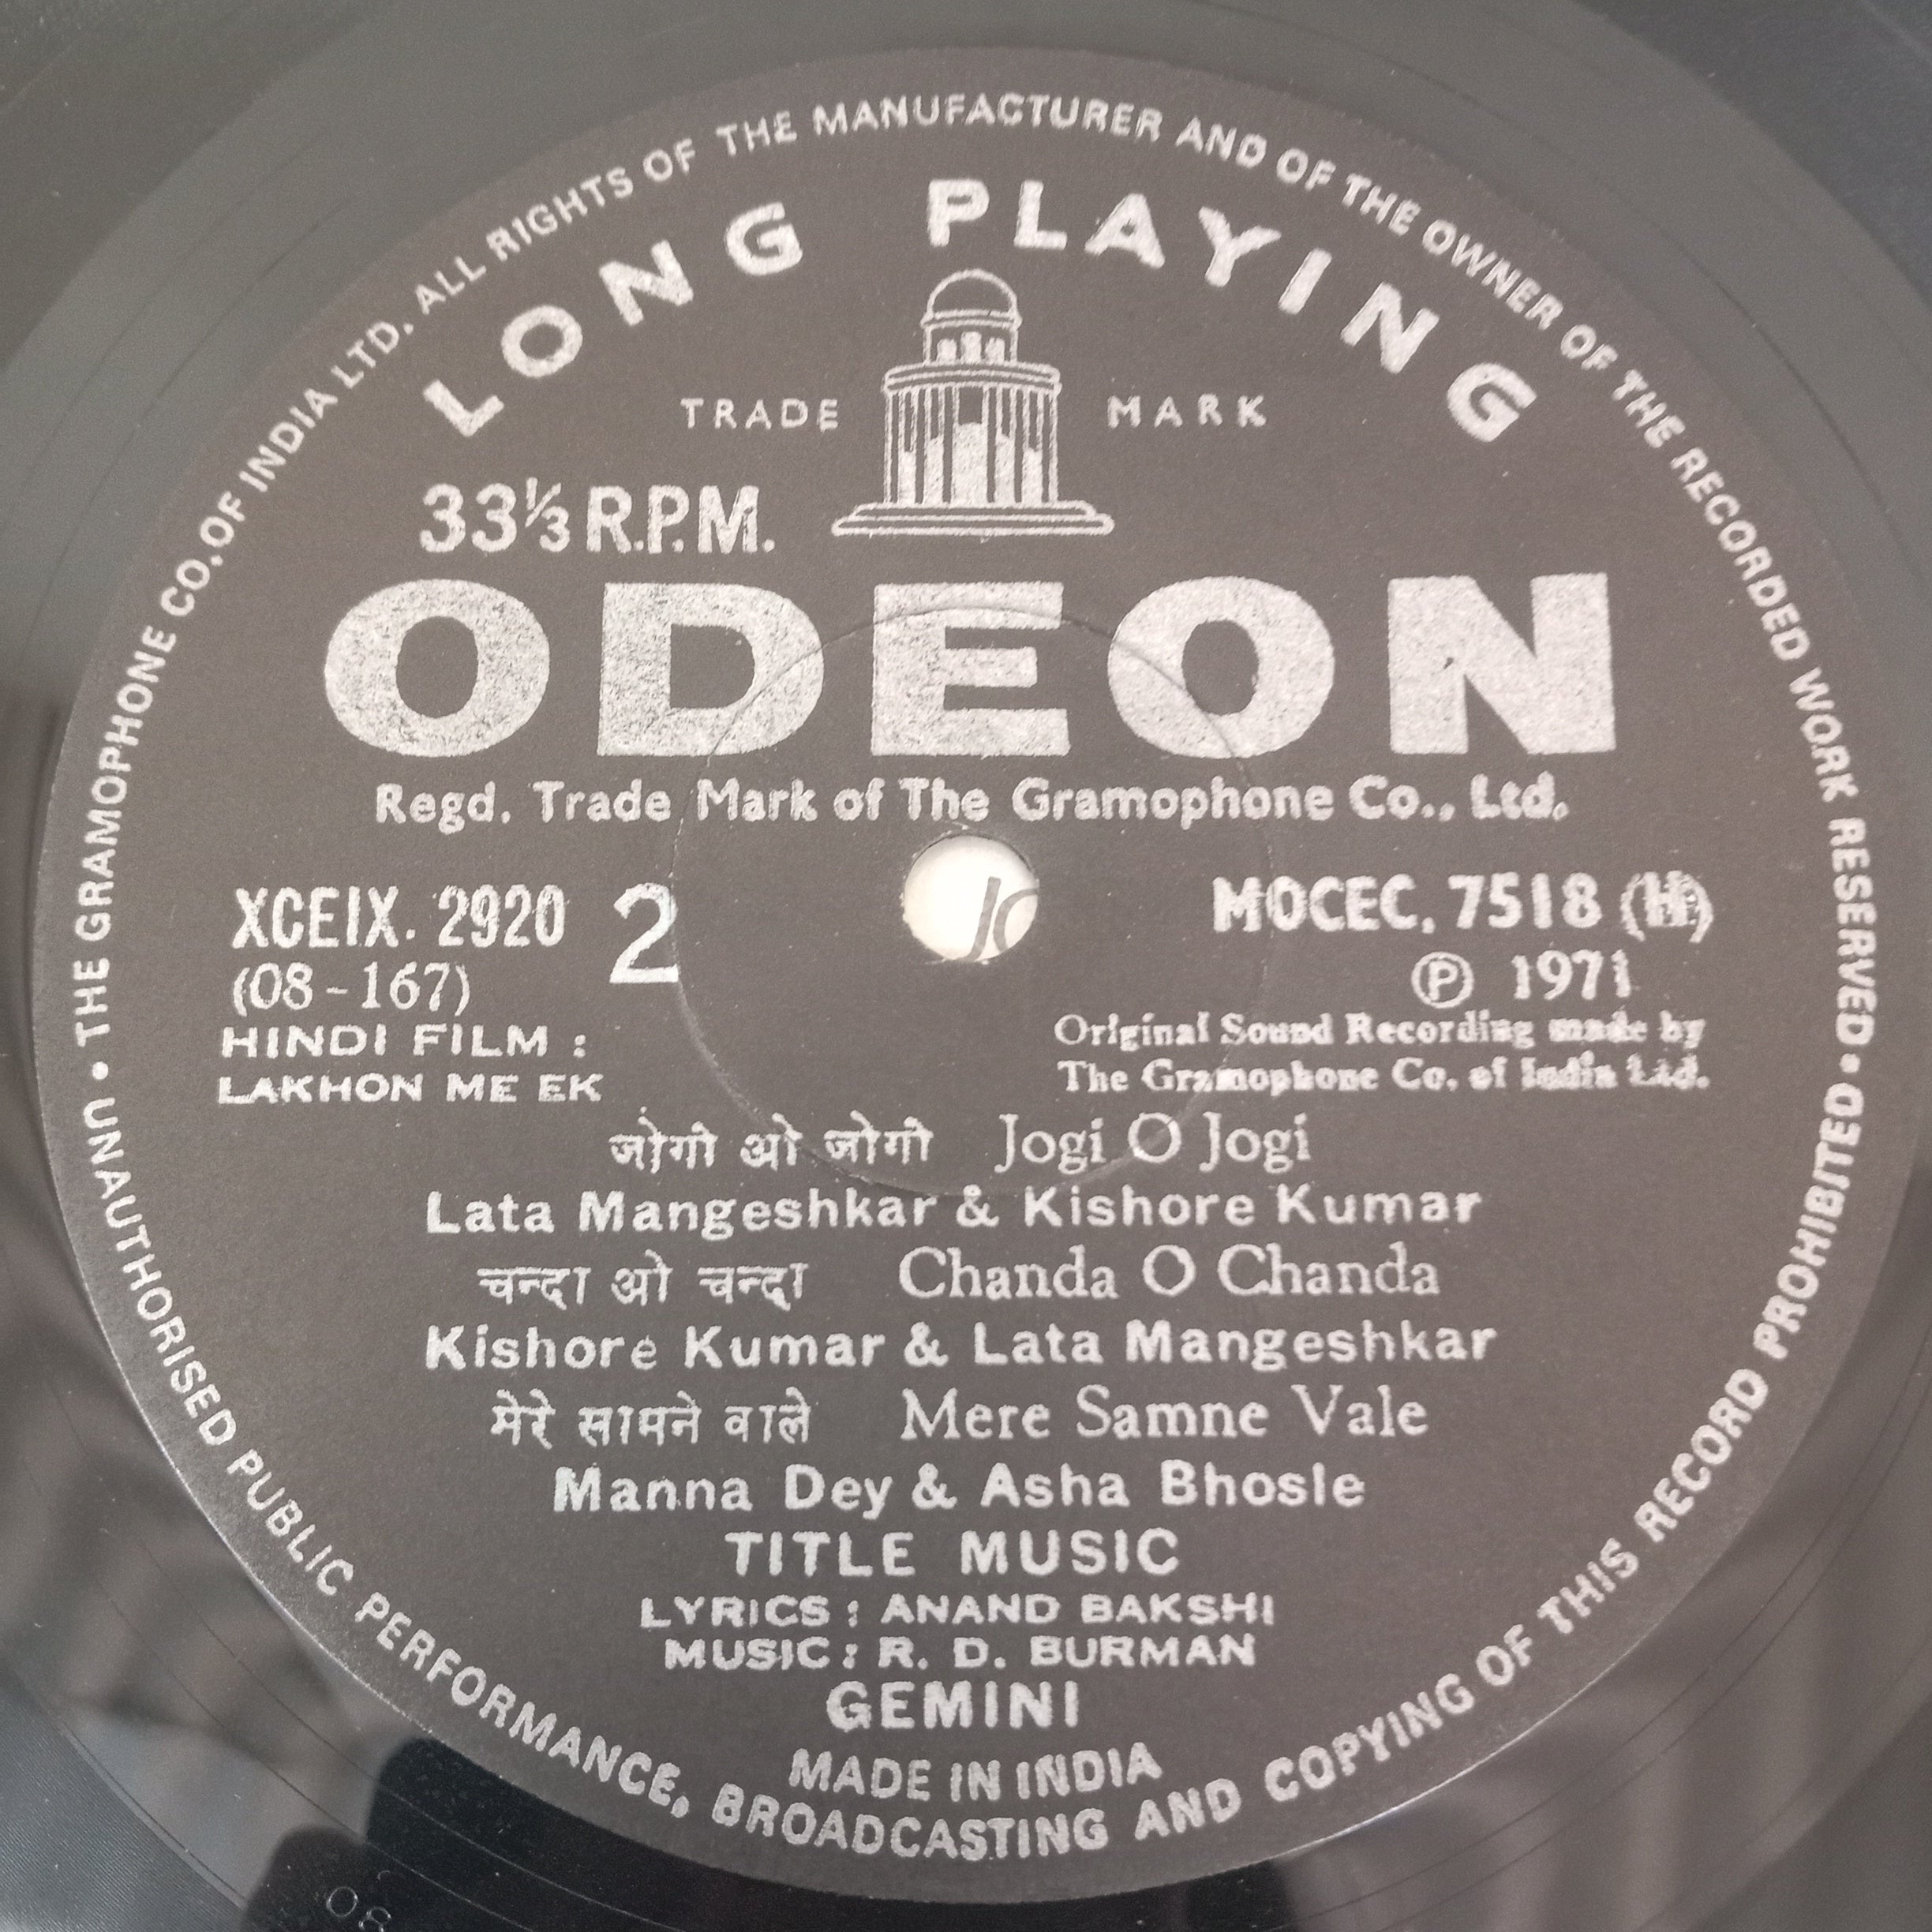 • THE GRAMOPHONE CO. OF INDIA LTD. ALL RIGHTS OF THE MANUFACTURER AND OF THE OWNER OF THE RECORDED WORK RESERVED •
LONG PLAYING
TRADE MARK
33⅓ R.P.M.
ODEON
Regd. Trade Mark of The Gramophone Co., Ltd.
XCEIX. 2920 2 MOCEC. 7518 (H)
(08-167) Ⓟ 1971
HINDI FILM : Original Sound Recording made by
LAKHON ME EK The Gramophone Co. of India Ltd.
जोगी ओ जोगी Jogi O Jogi
Lata Mangeshkar & Kishore Kumar
चन्दा ओ चन्दा Chanda O Chanda
Kishore Kumar & Lata Mangeshkar
मेरे सामने वाले Mere Samne Vale
Manna Dey & Asha Bhosle
TITLE MUSIC
LYRICS : ANAND BAKSHI
MUSIC : R. D. BURMAN
GEMINI
MADE IN INDIA
UNAUTHORISED PUBLIC PERFORMANCE, BROADCASTING AND COPYING OF THIS RECORD PROHIBITED
08